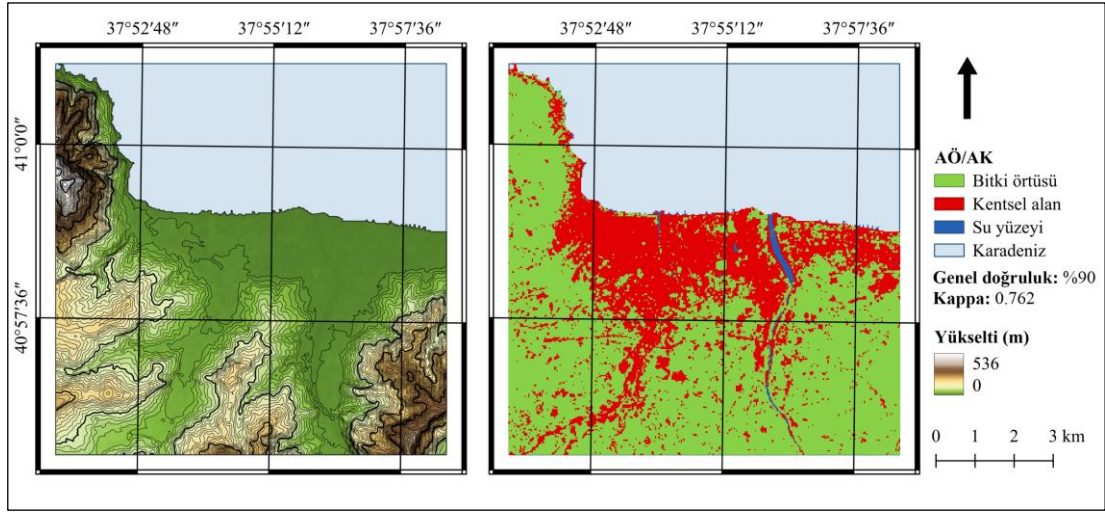 37°52′48″ 37°55′12″ 37°57′36″ 37°52′48″ 37°55′12″ 37°57′36″
41°0′0″
40°57′36″
AÖ/AK
Bitki örtüsü
Kentsel alan
Su yüzeyi
Karadeniz
Genel doğruluk: %90
Kappa: 0.762
Yükselti (m)
536
0
0 1 2 3 km